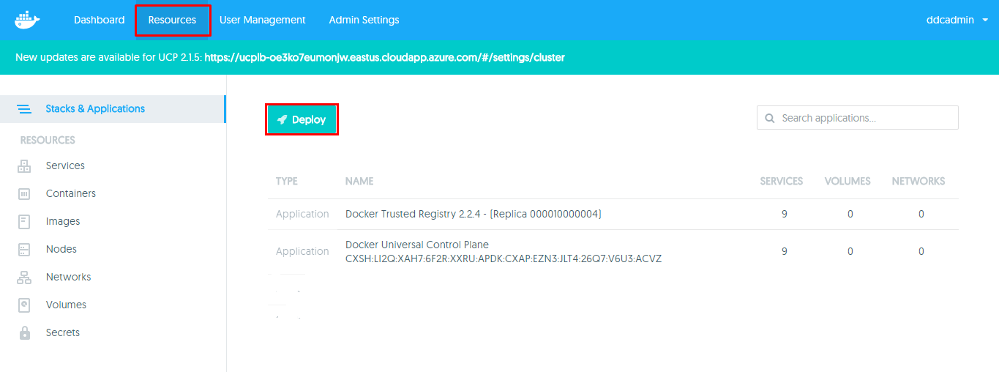 Dashboard Resources User Management Admin Settings ddcadmin
New updates are available for UCP 2.1.5: https://ucplb-oe3ko7eumonjw.eastus.cloudapp.azure.com/#/settings/cluster
Stacks & Applications
RESOURCES
Services
Containers
Images
Nodes
Networks
Volumes
Secrets
Deploy
Search applications...
TYPE NAME SERVICES VOLUMES NETWORKS
Application Docker Trusted Registry 2.2.4 - (Replica 000010000004) 9 0 0
Application Docker Universal Control Plane 9 0 0
CXSH:LI2Q:XAH7:6F2R:XXRU:APDK:CXAP:EZN3:JLT4:26Q7:V6U3:ACVZ